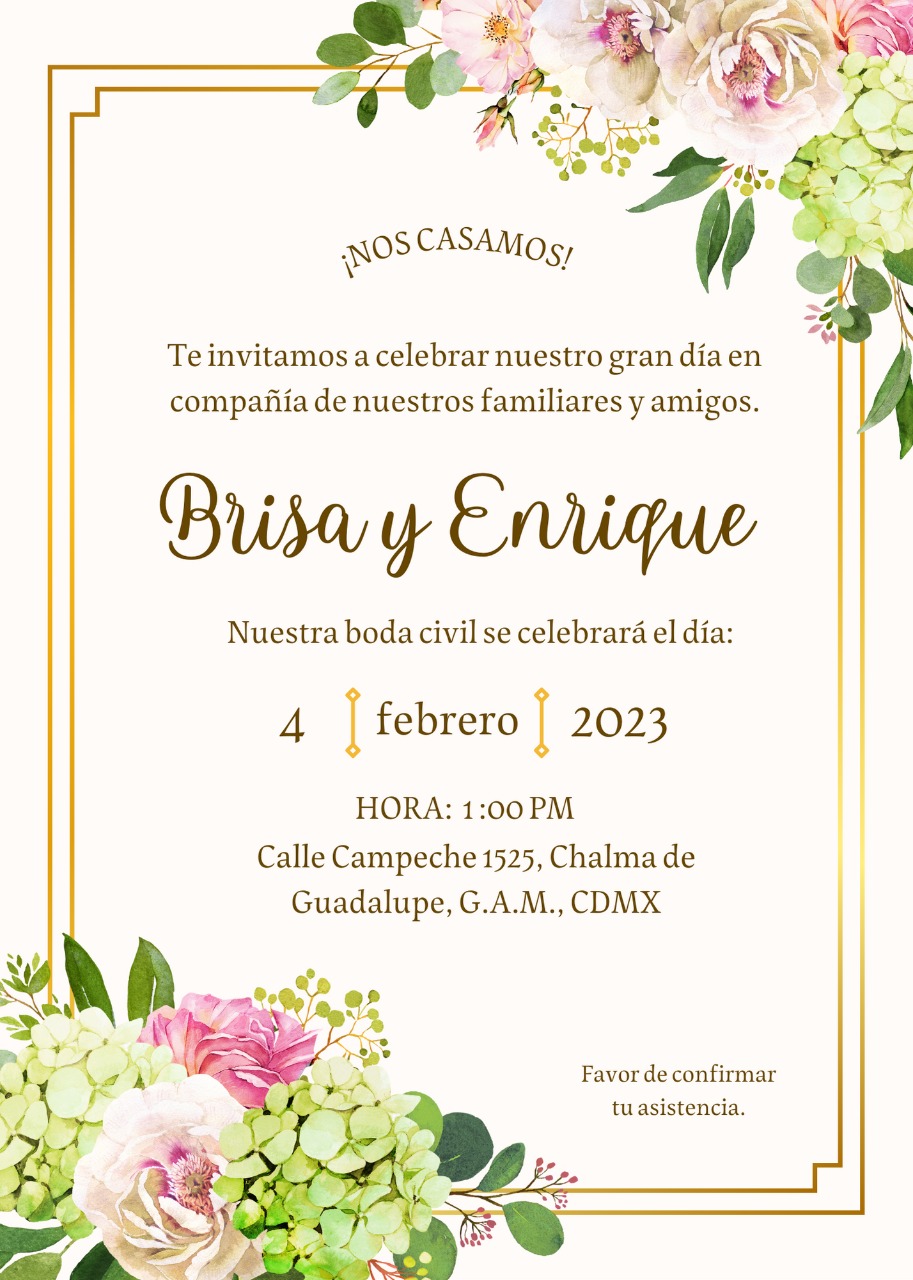 ¡NOS CASAMOS!
Te invitamos a celebrar nuestro gran día en
compañía de nuestros familiares y amigos.
Brisa y Enrique
Nuestra boda civil se celebrará el día:
4 febrero 2023
HORA: 1:00 PM
Calle Campeche 1525, Chalma de
Guadalupe, G.A.M., CDMX
Favor de confirmar
tu asistencia.